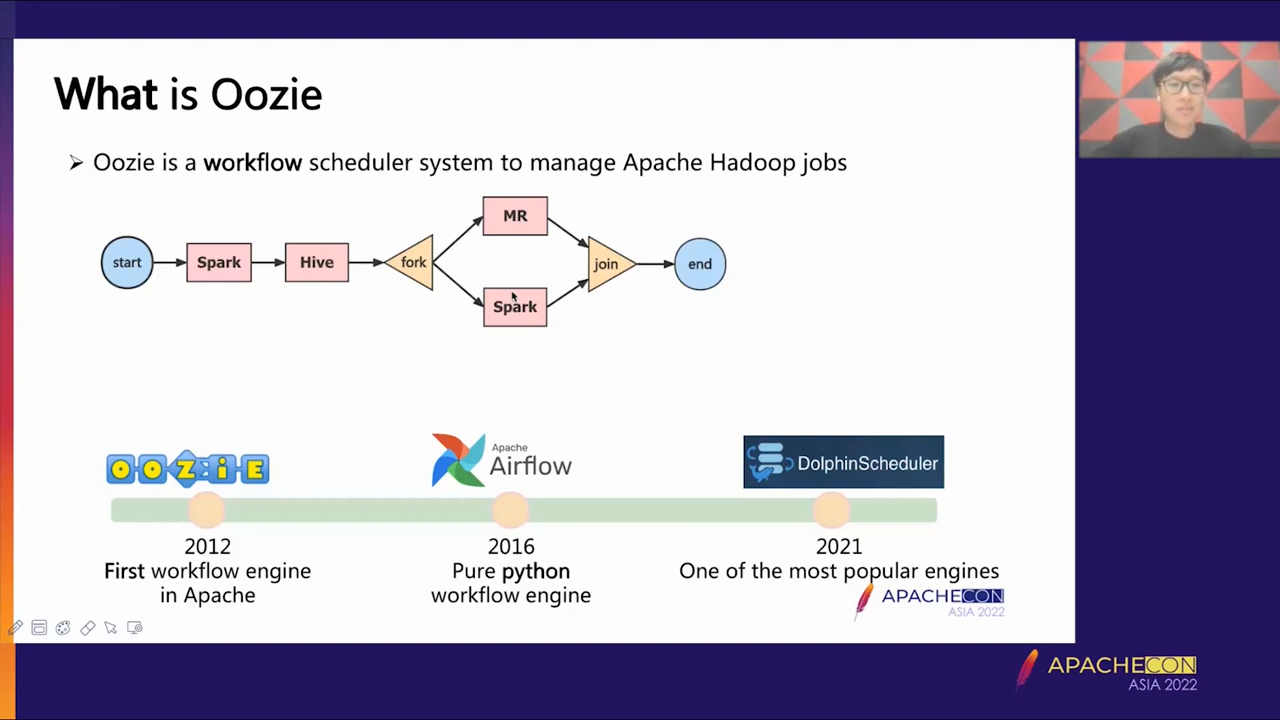 What is Oozie
➢ Oozie is a workflow scheduler system to manage Apache Hadoop jobs
start
Spark
Hive
fork
MR
Spark
join
end
OOZiE
Apache
Airflow
DolphinScheduler
2012
First workflow engine
in Apache
2016
Pure python
workflow engine
2021
One of the most popular engines
APACHECON
ASIA 2022
APACHECON
ASIA 2022